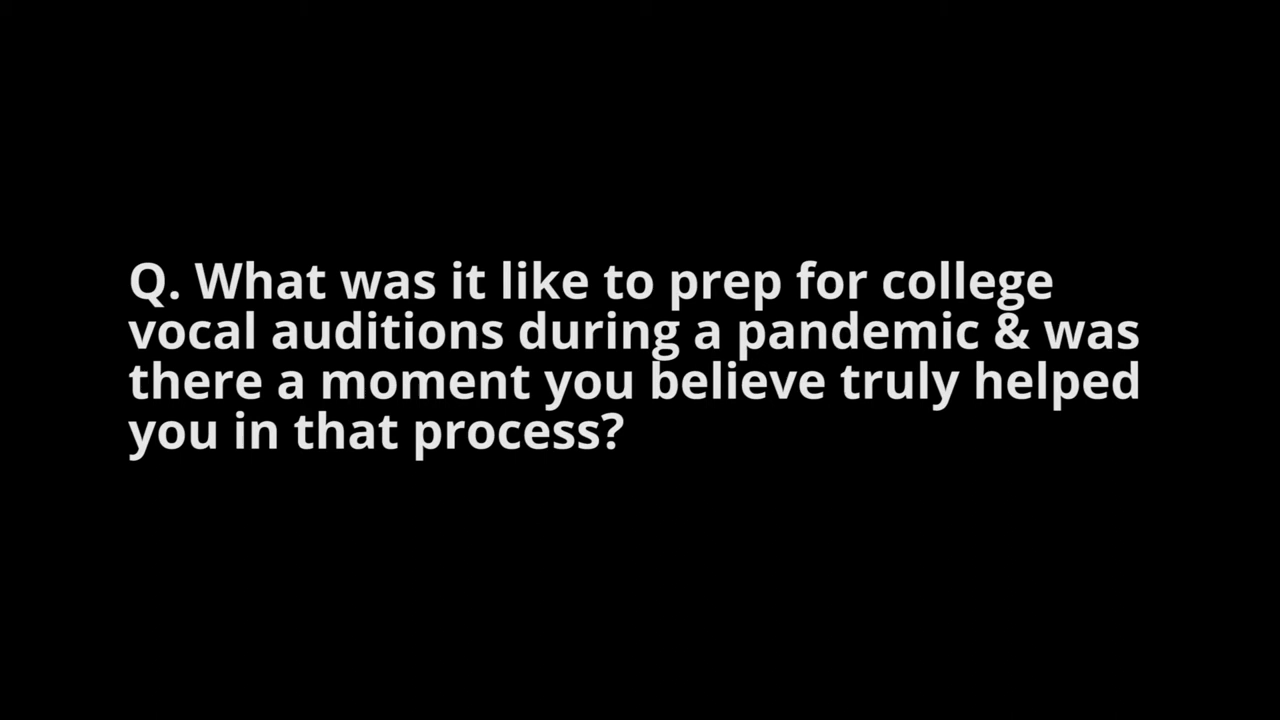 Q. What was it like to prep for college
vocal auditions during a pandemic & was
there a moment you believe truly helped
you in that process?